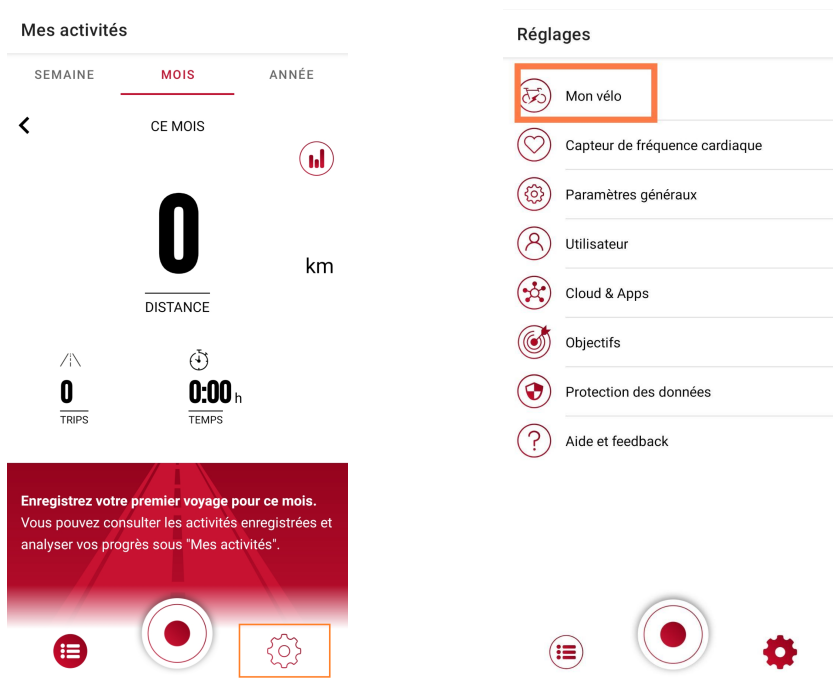 Mes activités
SEMAINE MOIS ANNÉE
CE MOIS
0
km
DISTANCE
0 0:00 h
TRIPS TEMPS
Enregistrez votre premier voyage pour ce mois.
Vous pouvez consulter les activités enregistrées et
analyser vos progrès sous "Mes activités".
Réglages
Mon vélo
Capteur de fréquence cardiaque
Paramètres généraux
Utilisateur
Cloud & Apps
Objectifs
Protection des données
Aide et feedback